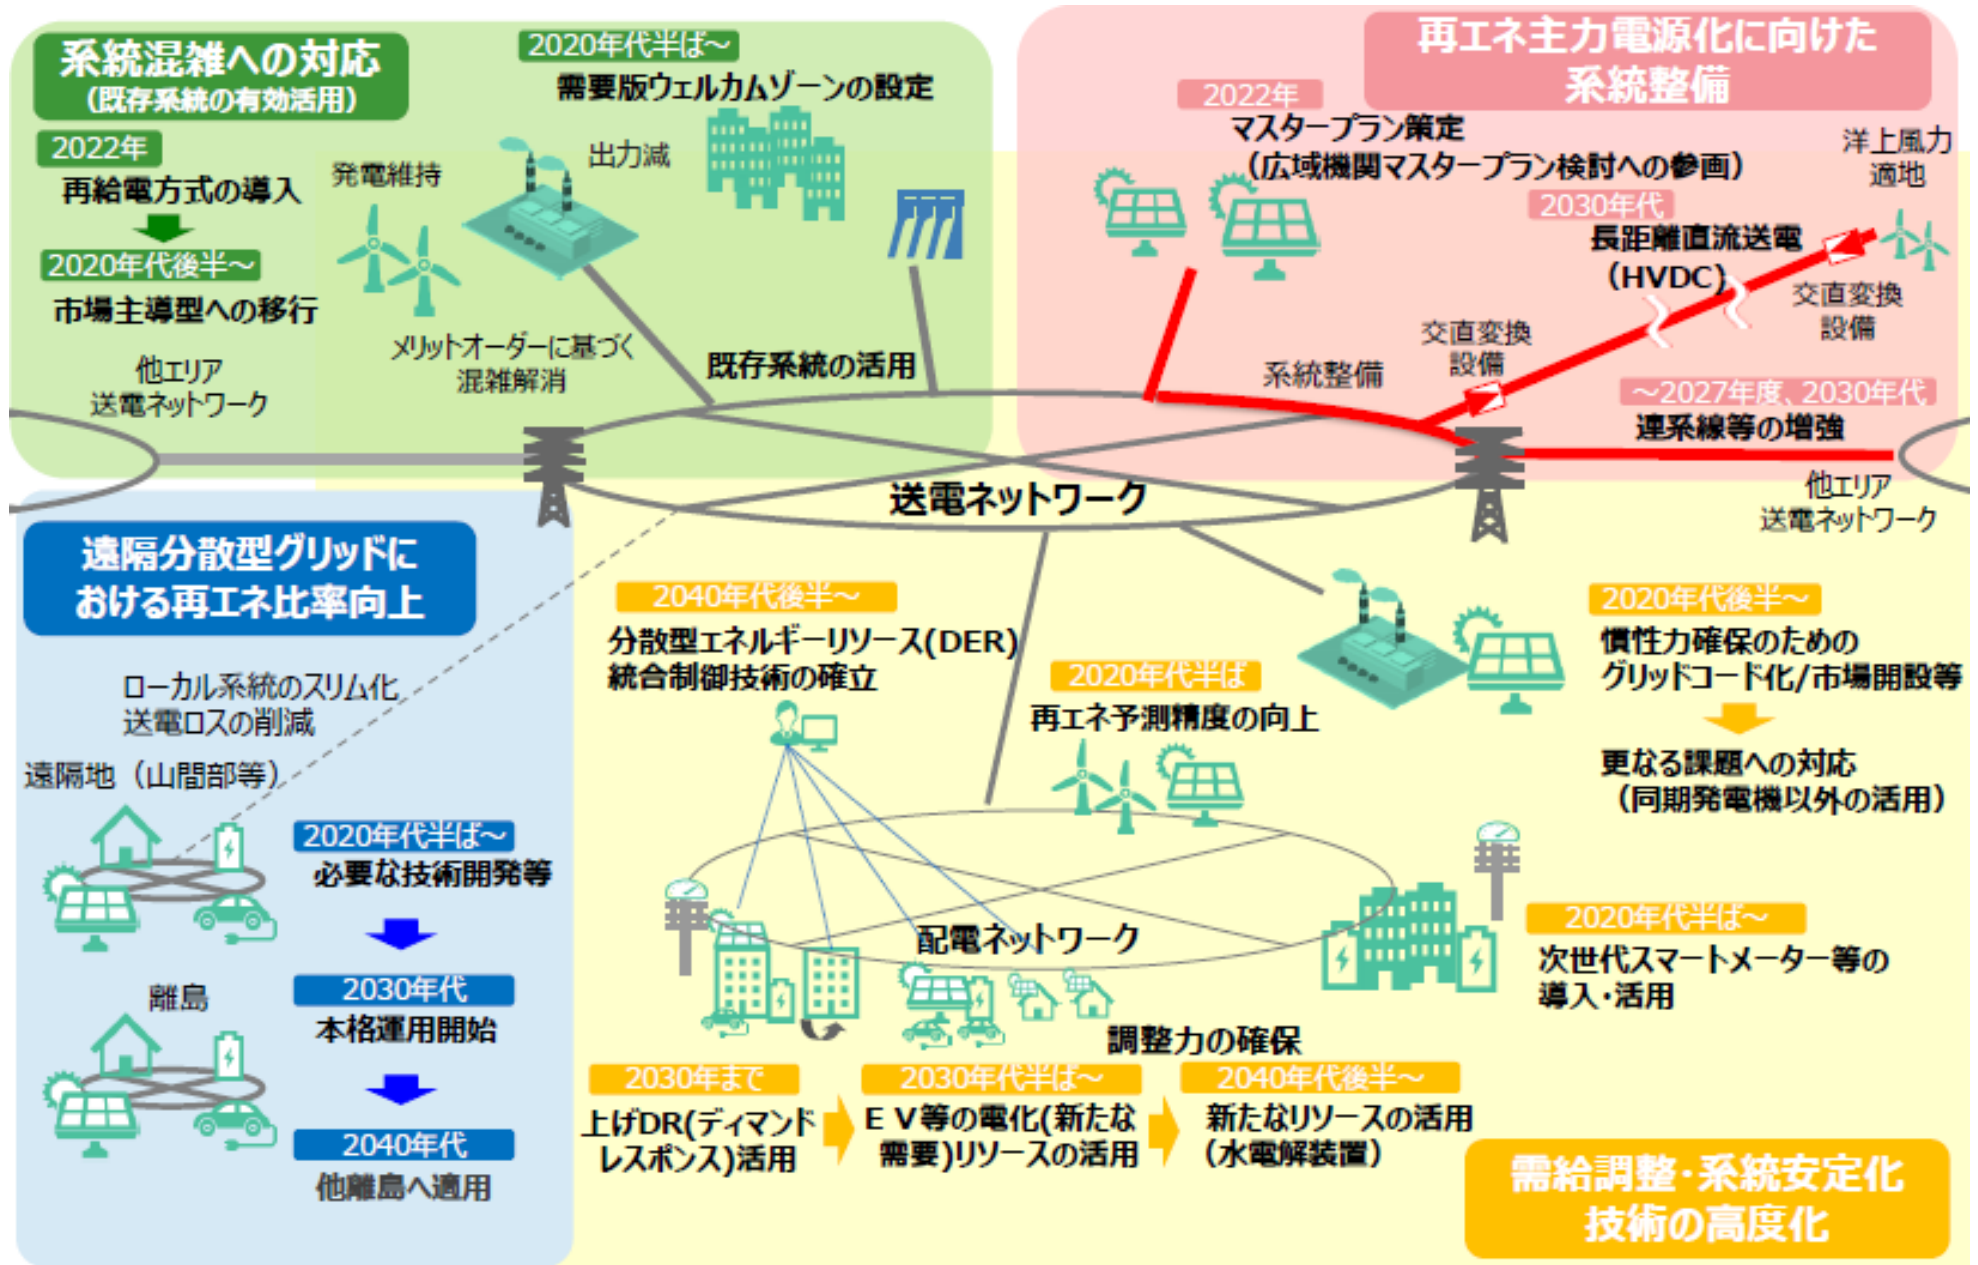 系統混雑への対応
（既存系統の有効活用）
2022年
再給電方式の導入
2020年代後半～
市場主導型への移行
他エリア
送電ネットワーク
2020年代半ば～
需要版ウェルカムゾーンの設定
発電維持
出力減
メリットオーダーに基づく
混雑解消
既存系統の活用
再エネ主力電源化に向けた
系統整備
2022年
マスタープラン策定
（広域機関マスタープラン検討への参画）
洋上風力
適地
2030年代
長距離直流送電
（HVDC）
交直変換
設備
交直変換
設備
系統整備
～2027年度、2030年代
連系線等の増強
他エリア
送電ネットワーク
送電ネットワーク
遠隔分散型グリッドに
おける再エネ比率向上
ローカル系統のスリム化
送電ロスの削減
遠隔地（山間部等）
2020年代半ば～
必要な技術開発等
離島
2030年代
本格運用開始
2040年代
他離島へ適用
2040年代後半～
分散型エネルギーリソース(DER)
統合制御技術の確立
2020年代半ば
再エネ予測精度の向上
2020年代後半～
慣性力確保のための
グリッドコード化/市場開設等
更なる課題への対応
（同期発電機以外の活用）
配電ネットワーク
2020年代半ば～
次世代スマートメーター等の
導入・活用
調整力の確保
2030年まで
上げDR(ディマンド
レスポンス)活用
2030年代半ば～
ＥＶ等の電化(新たな
需要)リソースの活用
2040年代後半～
新たなリソースの活用
（水電解装置）
需給調整・系統安定化
技術の高度化